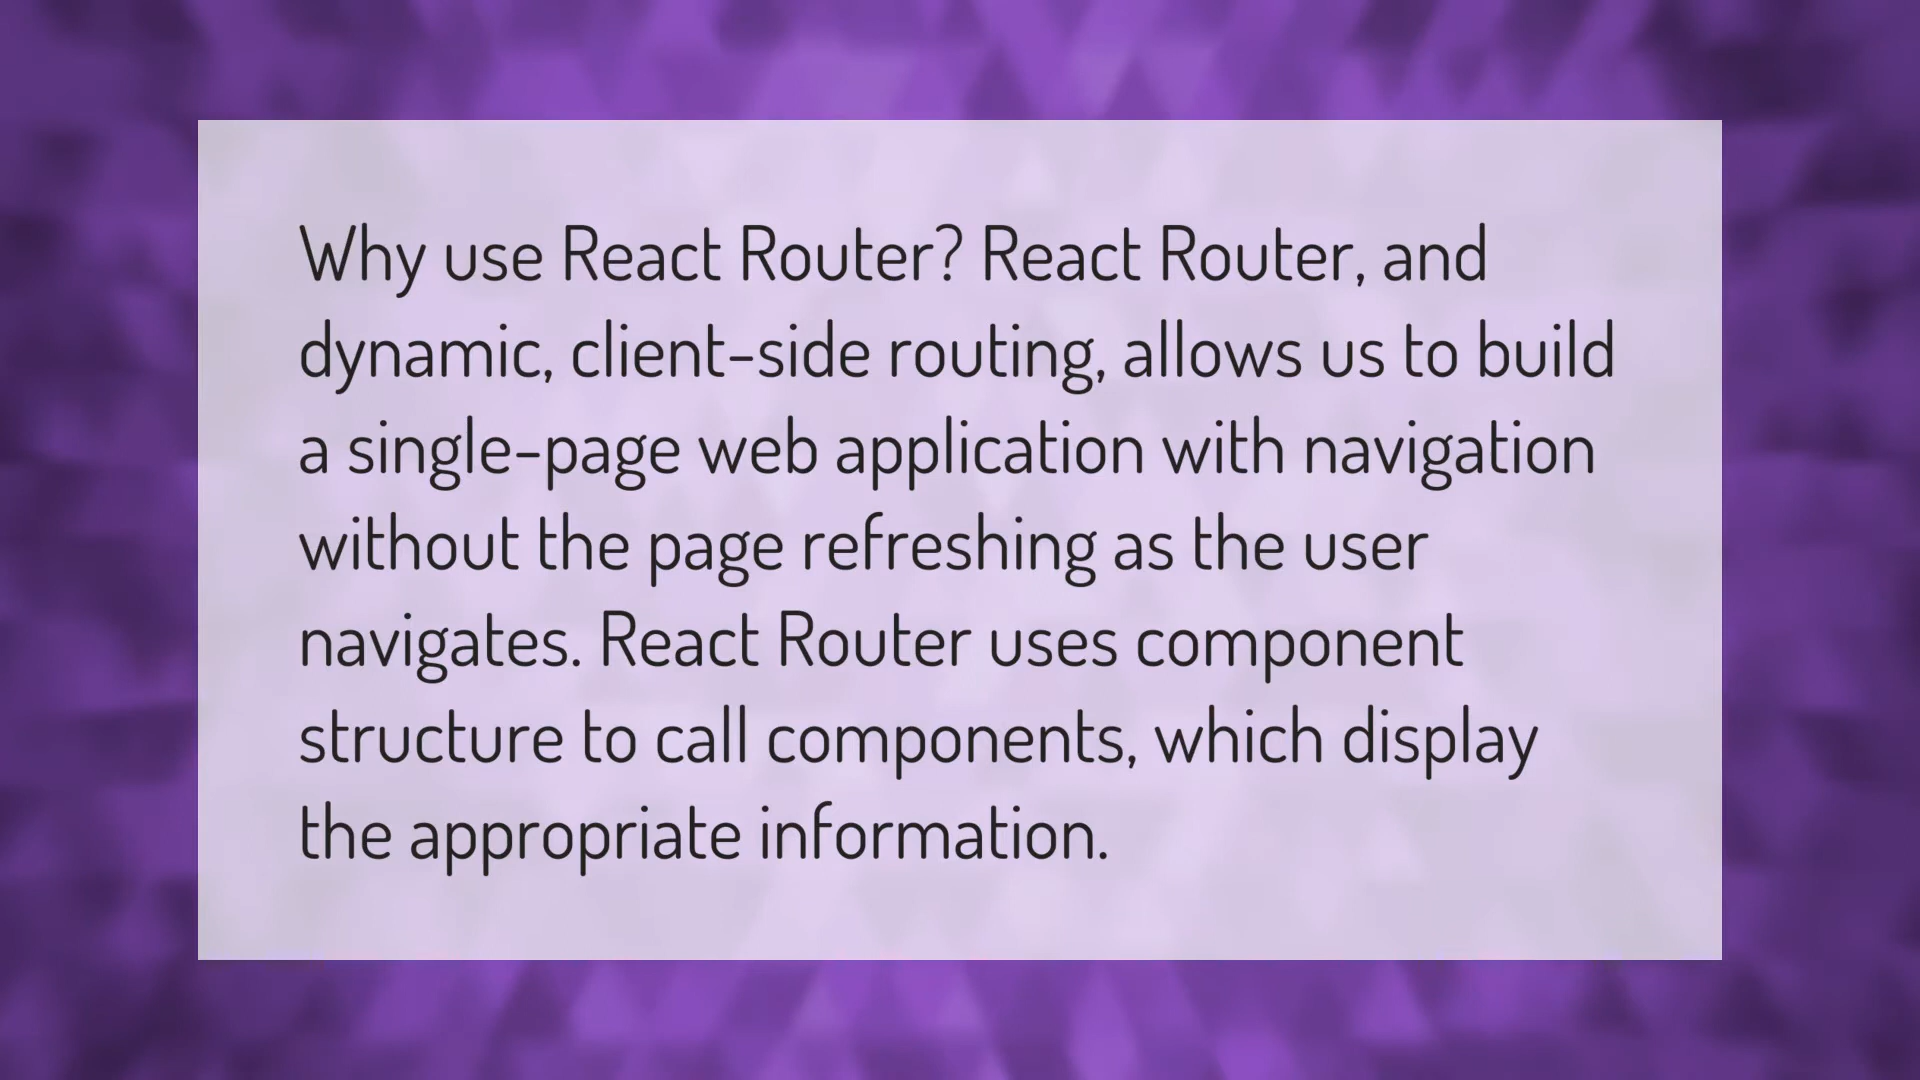 Why use React Router? React Router, and
dynamic, client-side routing, allows us to build
a single-page web application with navigation
without the page refreshing as the user
navigates. React Router uses component
structure to call components, which display
the appropriate information.